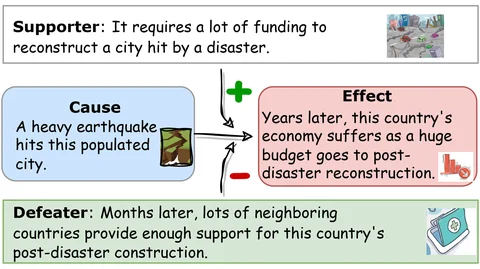 Supporter: It requires a lot of funding to
reconstruct a city hit by a disaster.
Cause
A heavy earthquake
hits this populated
city.
Effect
Years later, this country's
economy suffers as a huge
budget goes to post-
disaster reconstruction.
Defeater: Months later, lots of neighboring
countries provide enough support for this country's
post-disaster construction.